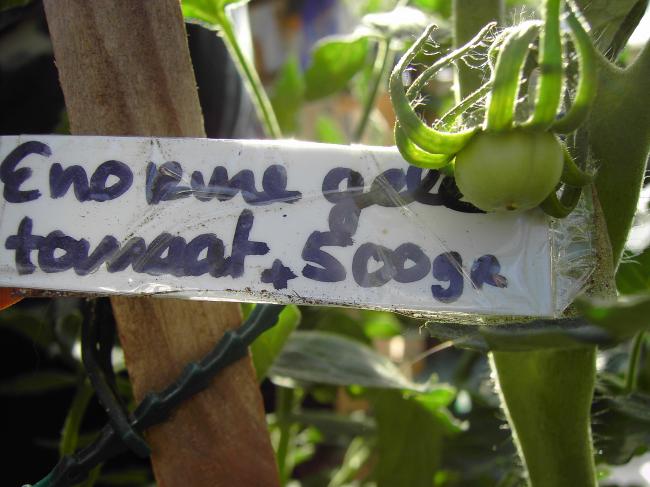 Enorme gele
tomaat + 500gr